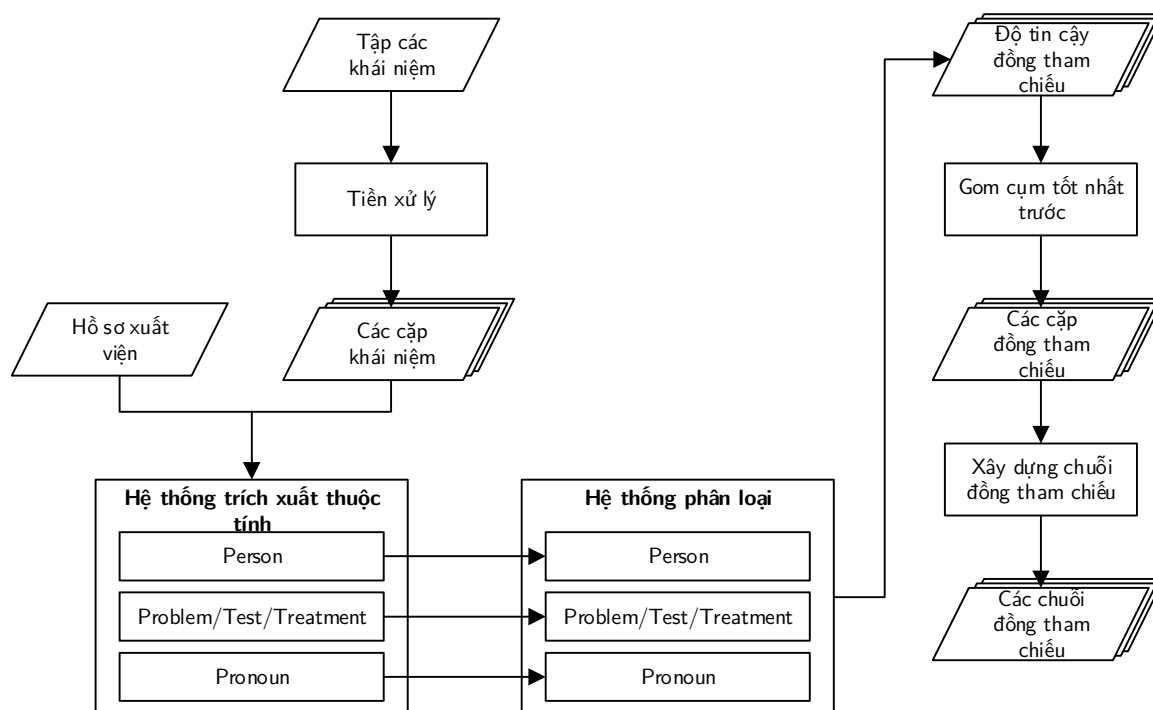 Tập các
khái niệm
Tiền xử lý
Hồ sơ xuất
viện
Các cặp
khái niệm
Hệ thống trích xuất thuộc
tính
Person
Problem/Test/Treatment
Pronoun
Hệ thống phân loại
Person
Problem/Test/Treatment
Pronoun
Độ tin cậy
đồng tham
chiếu
Gom cụm tốt nhất
trước
Các cặp
đồng tham
chiếu
Xây dựng chuỗi
đồng tham chiếu
Các chuỗi
đồng tham
chiếu